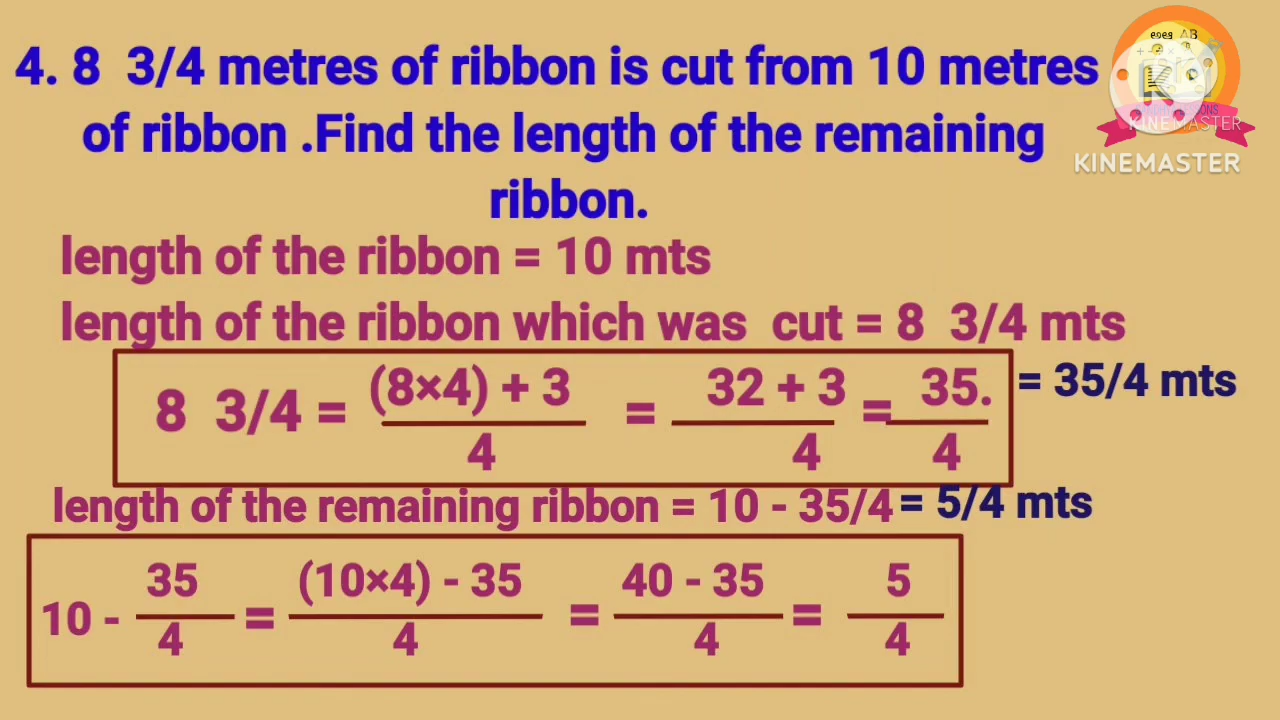 4. 8 3/4 metres of ribbon is cut from 10 metres
of ribbon .Find the length of the remaining
ribbon.
length of the ribbon = 10 mts
length of the ribbon which was cut = 8 3/4 mts
8 3/4 = (8×4) + 3 / 4 = 32 + 3 / 4 = 35. / 4 = 35/4 mts
length of the remaining ribbon = 10 - 35/4 = 5/4 mts
10 - 35 / 4 = (10×4) - 35 / 4 = 40 - 35 / 4 = 5 / 4
AB
KINEMASTER
KINEMASTER